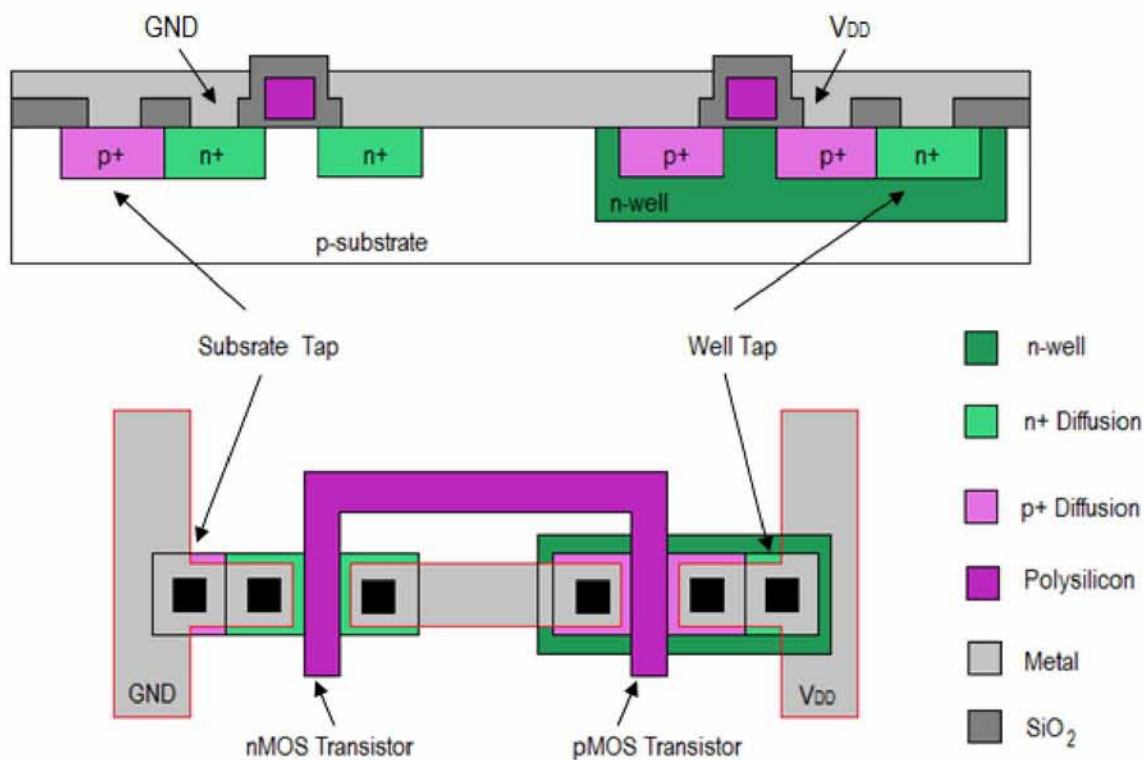 GND
VDD
p+
n+
n+
p+
p+
n+
n-well
p-substrate
Subsrate Tap
Well Tap
n-well
n+ Diffusion
p+ Diffusion
Polysilicon
Metal
SiO2
GND
VDD
nMOS Transistor
pMOS Transistor